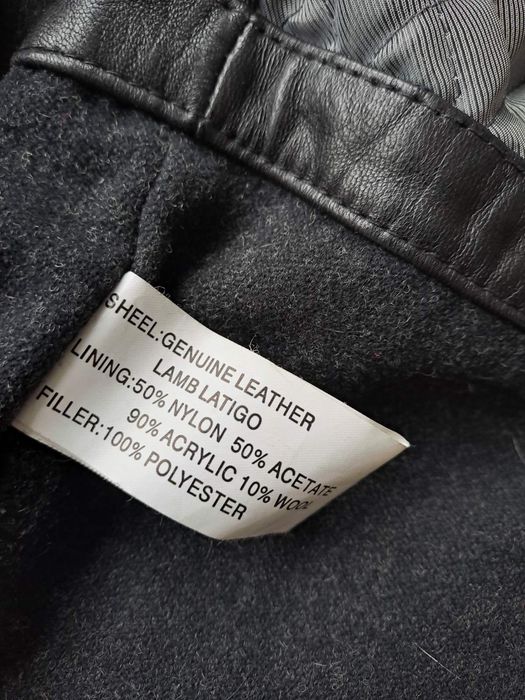 SHEEL:GENUINE LEATHER
LAMB LATIGO
LINING:50% NYLON 50% ACETATE
90% ACRYLIC 10% WOOL
FILLER:100% POLYESTER